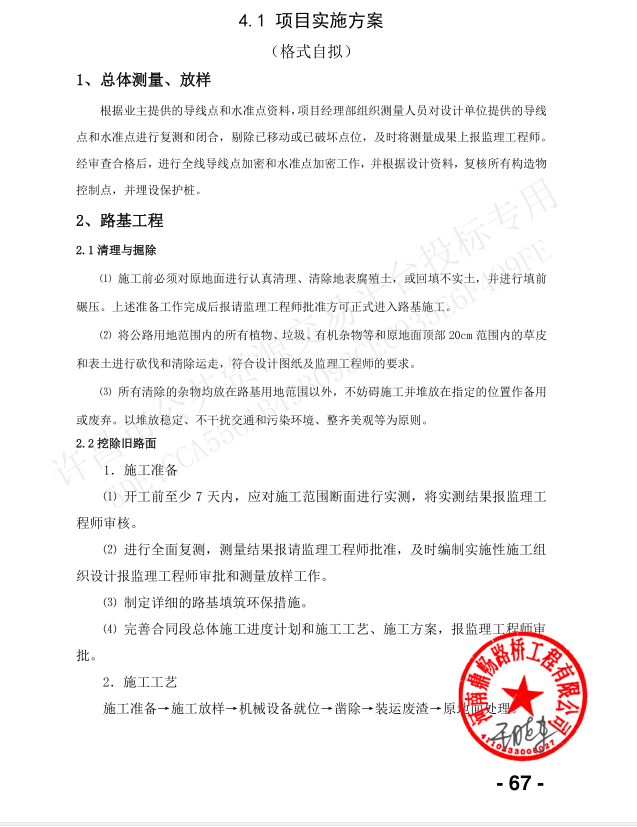 4.1 项目实施方案
（格式自拟）
1、总体测量、放样
根据业主提供的导线点和水准点资料，项目经理部组织测量人员对设计单位提供的导线
点和水准点进行复测和闭合，剔除已移动或已破坏点位，及时将测量成果上报监理工程师。
经审查合格后，进行全线导线点加密和水准点加密工作，并根据设计资料，复核所有构造物
控制点，并埋设保护桩。
2、路基工程
2.1 清理与掘除
⑴ 施工前必须对原地面进行认真清理、清除地表腐殖土，或回填不实土，并进行填前
碾压。上述准备工作完成后报请监理工程师批准方可正式进入路基施工。
⑵ 将公路用地范围内的所有植物、垃圾、有机杂物等和原地面顶部 20cm 范围内的草皮
和表土进行砍伐和清除运走，符合设计图纸及监理工程师的要求。
⑶ 所有清除的杂物均放在路基用地范围以外，不妨碍施工并堆放在指定的位置作备用
或废弃。以堆放稳定、不干扰交通和污染环境、整齐美观等为原则。
2.2 挖除旧路面
1．施工准备
⑴ 开工前至少 7 天内，应对施工范围断面进行实测，将实测结果报监理工
程师审核。
⑵ 进行全面复测，测量结果报请监理工程师批准，及时编制实施性施工组
织设计报监理工程师审批和测量放样工作。
⑶ 制定详细的路基填筑环保措施。
⑷ 完善合同段总体施工进度计划和施工工艺、施工方案，报监理工程师审
批。
2．施工工艺
施工准备→施工放样→机械设备就位→凿除→装运废渣→原地面处理。
河南鼎畅路桥工程有限公司
- 67 -